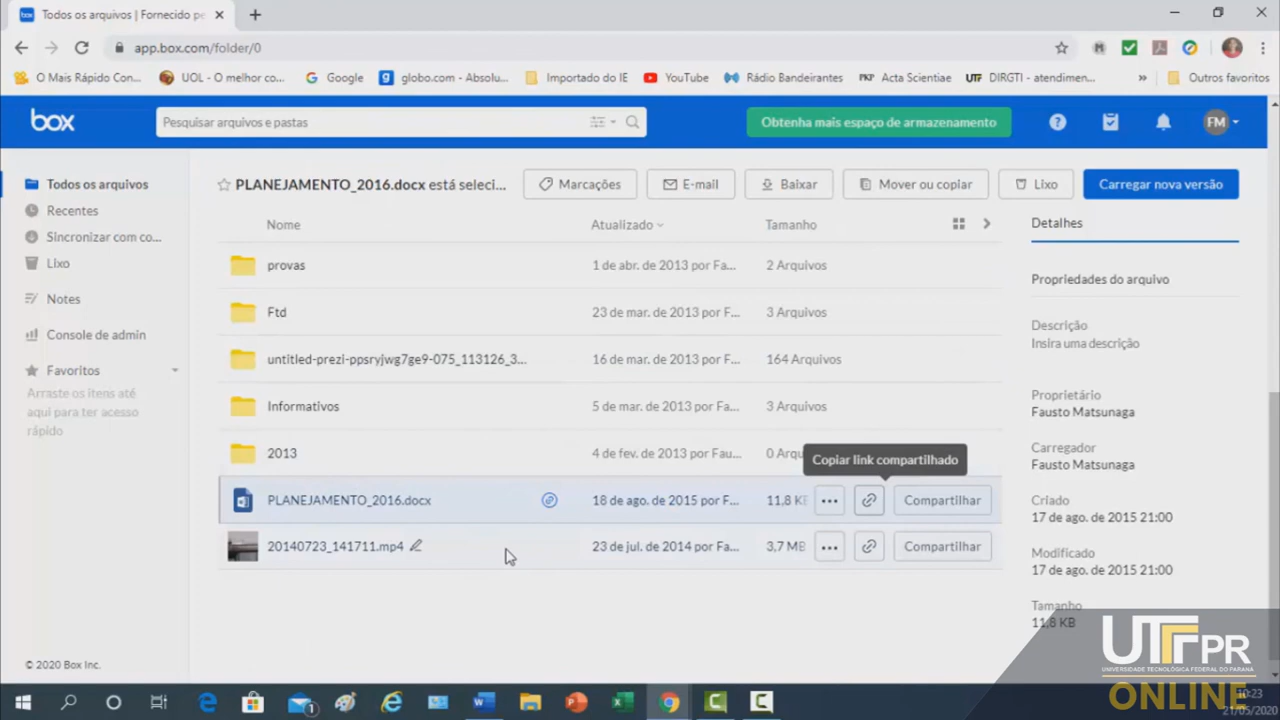 Todos os arquivos | Fornecido pe
app.box.com/folder/0
O Mais Rápido Con... UOL - O melhor co... Google globo.com - Absolu... Importado do IE YouTube Rádio Bandeirantes Acta Scientiae UTF DIRGTI - atendimen... » Outros favoritos
box Pesquisar arquivos e pastas Obtenha mais espaço de armazenamento ? FM
Todos os arquivos
Recentes
Sincronizar com co...
Lixo
Notes
Console de admin
Favoritos
Arraste os itens até
aqui para ter acesso
rápido
© 2020 Box Inc.
PLANEJAMENTO_2016.docx está seleci... Marcações E-mail Baixar Mover ou copiar Lixo Carregar nova versão
Nome Atualizado Tamanho
provas 1 de abr. de 2013 por Fa... 2 Arquivos
Ftd 23 de mar. de 2013 por F... 3 Arquivos
untitled-prezi-ppsryjwg7ge9-075_113126_3... 16 de mar. de 2013 por F... 164 Arquivos
Informativos 5 de mar. de 2013 por Fa... 3 Arquivos
2013 4 de fev. de 2013 por Fau... 0 Arqu
Copiar link compartilhado
PLANEJAMENTO_2016.docx 18 de ago. de 2015 por F... 11,8 KE ... Compartilhar
20140723_141711.mp4 23 de jul. de 2014 por Fa... 3,7 MB ... Compartilhar
Detalhes
Propriedades do arquivo
Descrição
Insira uma descrição
Proprietário
Fausto Matsunaga
Carregador
Fausto Matsunaga
Criado
17 de ago. de 2015 21:00
Modificado
17 de ago. de 2015 21:00
Tamanho
11,8 KB
UTFPR
UNIVERSIDADE TECNOLÓGICA FEDERAL DO PARANÁ
ONLINE
10:23
21/05/2020